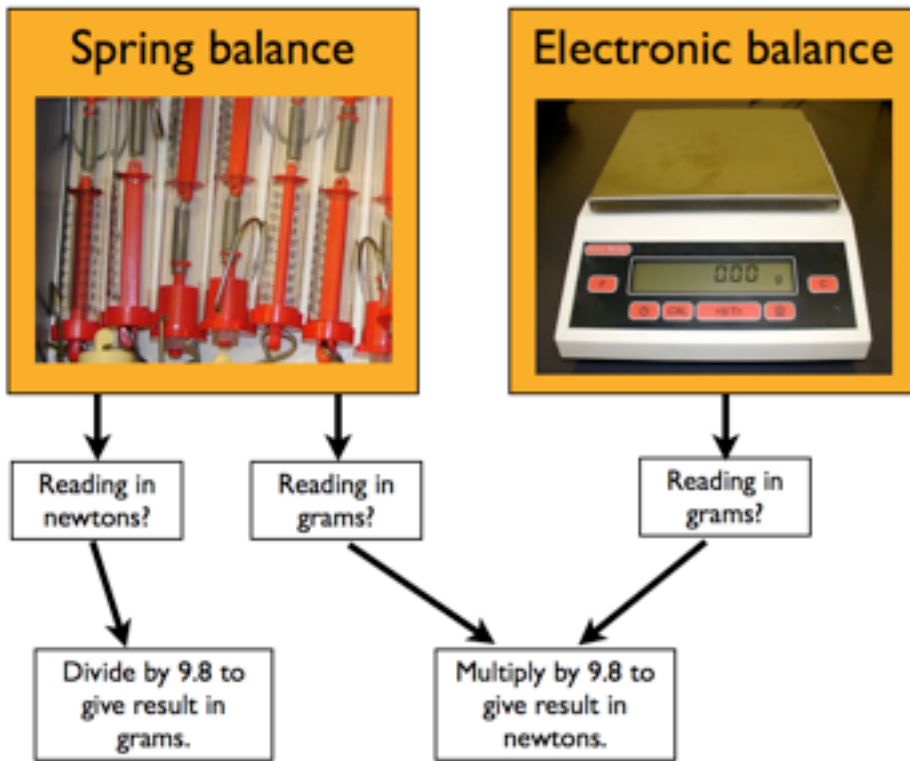 Spring balance
Electronic balance
0.00 g
CAL
Reading in
newtons?
Reading in
grams?
Reading in
grams?
Divide by 9.8 to
give result in
grams.
Multiply by 9.8 to
give result in
newtons.